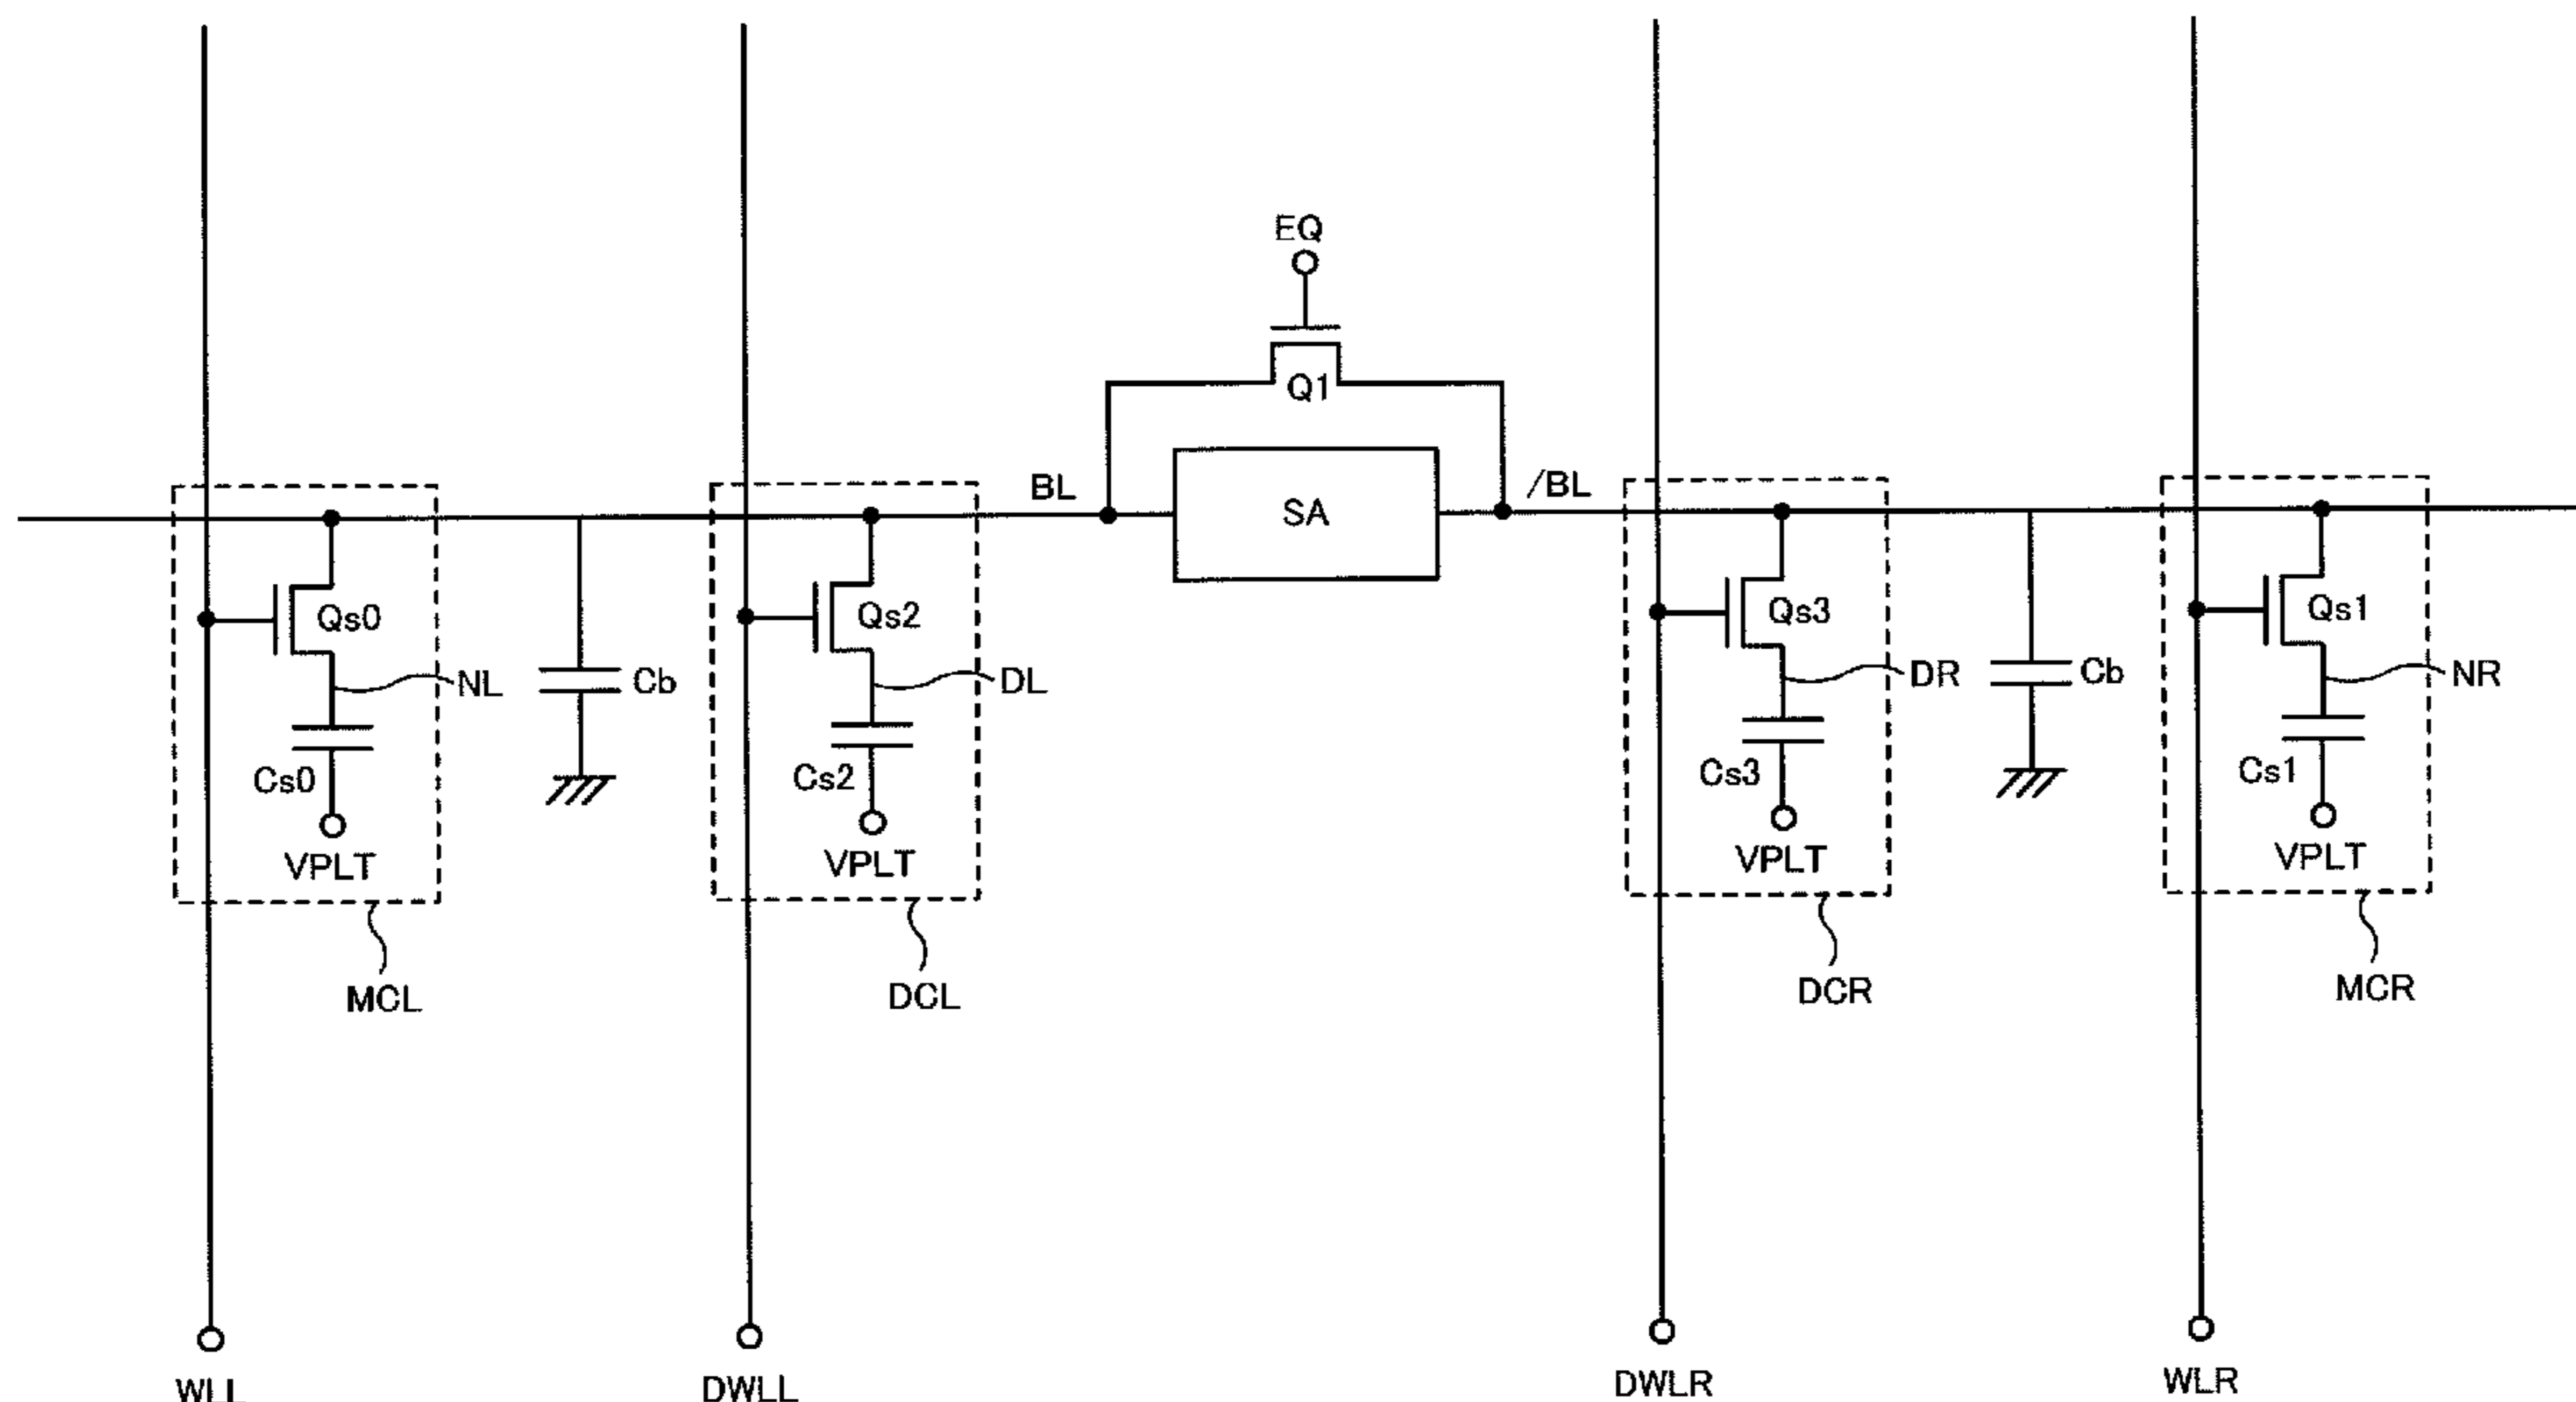 EQ
Q1
BL
SA
/BL
Qs0
Qs2
Qs3
Qs1
NL
Cb
DL
DR
Cb
NR
Cs0
Cs2
Cs3
Cs1
VPLT
VPLT
VPLT
VPLT
MCL
DCL
DCR
MCR
WLL
DWLL
DWLR
WLR